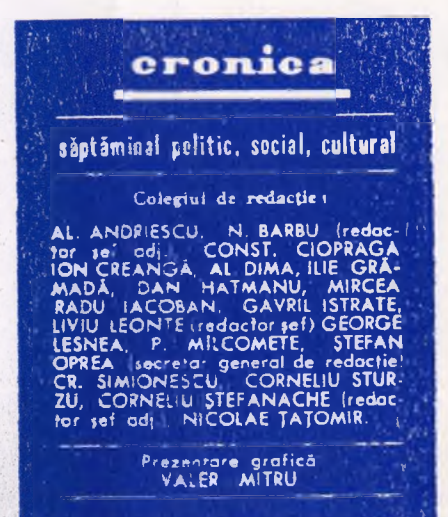 cronica
săptămînal politic, social, cultural
Colegiul de redacție:
AL. ANDRIESCU, N. BARBU (redac-
tor șef adj. CONST. CIOPRAGA
ION CREANGĂ, AL DIMA, ILIE GRĂ-
MADĂ, DAN HATMANU, MIRCEA
RADU IACOBAN, GAVRIL ISTRATE,
LIVIU LEONTE (redactor șef) GEORGE
LESNEA, P. MILCOMETE, ȘTEFAN
OPREA (secretar general de redacție)
CR. SIMIONESCU, CORNELIU STUR-
ZU, CORNELIU ȘTEFANACHE (redac-
tor șef adj. NICOLAE TAȚOMIR.
Prezentare grafică
VALER MITRU